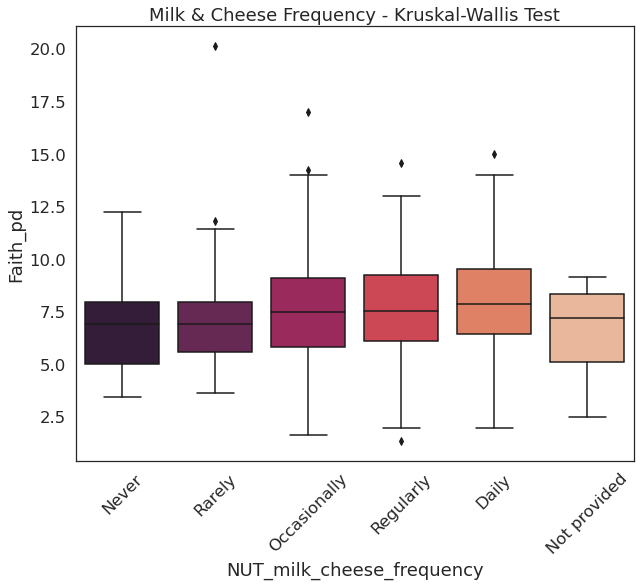 Milk & Cheese Frequency - Kruskal-Wallis Test
20.0
17.5
15.0
12.5
10.0
7.5
5.0
2.5
Faith_pd
Never
Rarely
Occasionally
Regularly
Daily
Not provided
NUT_milk_cheese_frequency